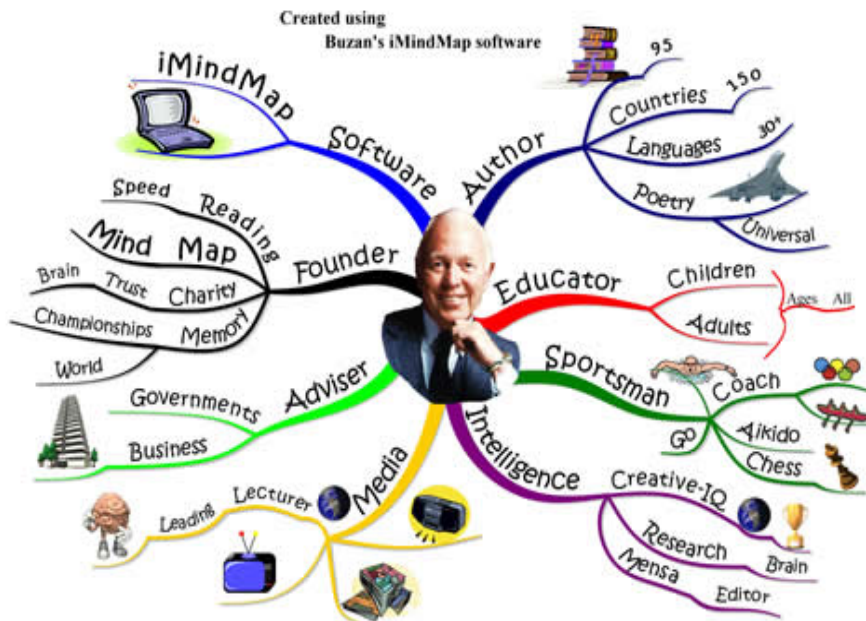 Created using
Buzan's iMindMap software
iMindMap
Software
Author
95
Countries 150
Languages 30+
Poetry
Universal
Founder
Speed Reading
Mind Map
Brain Trust Charity
Championships Memory
World
Educator
Children
Adults
Ages All
Sportsman
Coach
Aikido
Chess
Go
Adviser
Governments
Business
Media
Leading Lecturer
Intelligence
Creative-IQ
Research Brain
Mensa Editor